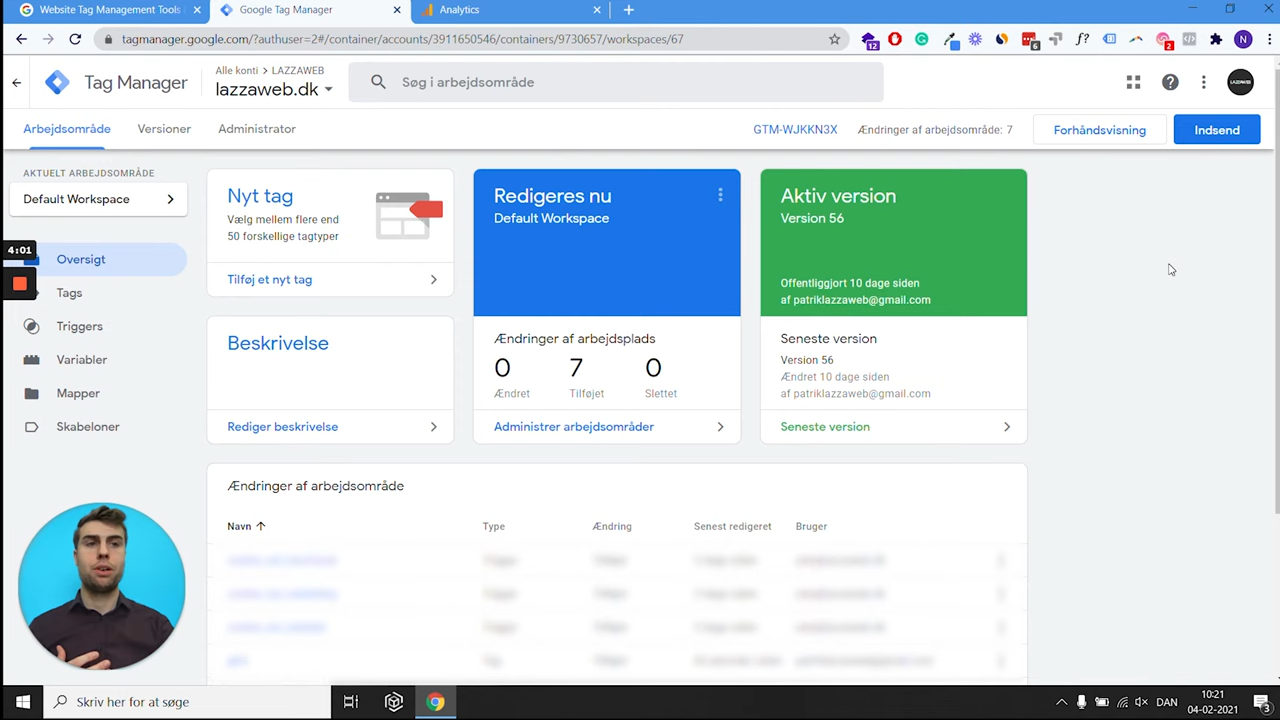 Website Tag Management Tools
Google Tag Manager
Analytics
tagmanager.google.com/?authuser=2#/container/accounts/3911650546/containers/9730657/workspaces/67
12
6
2
N
Tag Manager
Alle konti > LAZZAWEB
lazzaweb.dk
Søg i arbejdsområde
LAZZAWEB
Arbejdsområde
Versioner
Administrator
GTM-WJKKN3X
Ændringer af arbejdsområde: 7
Forhåndsvisning
Indsend
AKTUELT ARBEJDSOMRÅDE
Default Workspace
4:01
Oversigt
Tags
Triggers
Variabler
Mapper
Skabeloner
Nyt tag
Vælg mellem flere end
50 forskellige tagtyper
Tilføj et nyt tag
Beskrivelse
Rediger beskrivelse
Redigeres nu
Default Workspace
Ændringer af arbejdsplads
0 7 0
Ændret Tilføjet Slettet
Administrer arbejdsområder
Aktiv version
Version 56
Offentliggjort 10 dage siden
af patriklazzaweb@gmail.com
Seneste version
Version 56
Ændret 10 dage siden
af patriklazzaweb@gmail.com
Seneste version
Ændringer af arbejdsområde
Navn Type Ændring Senest redigeret Bruger
Skriv her for at søge
DAN
10:21
04-02-2021
3